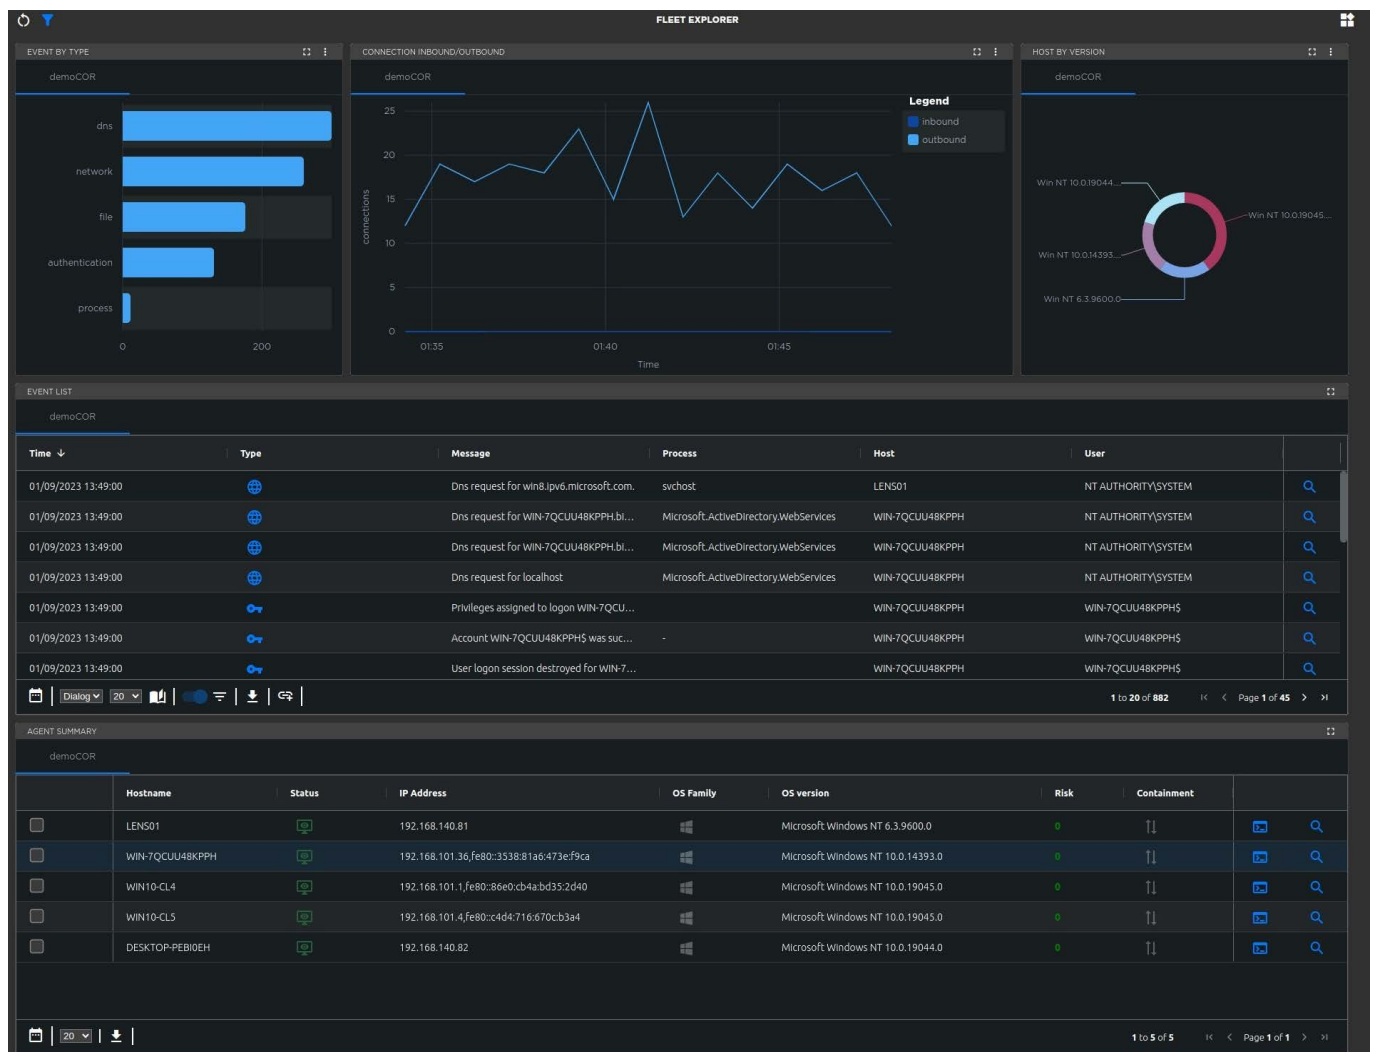 FLEET EXPLORER
EVENT BY TYPE
demoCOR
dns
network
file
authentication
process
0 200
CONNECTION INBOUND/OUTBOUND
demoCOR
Legend
inbound
outbound
25
20
15
10
5
0
connections
01:35 01:40 01:45
Time
HOST BY VERSION
demoCOR
Win NT 10.0.19044....
Win NT 10.0.19045....
Win NT 10.0.14393....
Win NT 6.3.9600.0
EVENT LIST
demoCOR
Time Type Message Process Host User
01/09/2023 13:49:00 Dns request for win8.ipv6.microsoft.com. svchost LENS01 NT AUTHORITY\SYSTEM
01/09/2023 13:49:00 Dns request for WIN-7QCUU48KPPH.bi... Microsoft.ActiveDirectory.WebServices WIN-7QCUU48KPPH NT AUTHORITY\SYSTEM
01/09/2023 13:49:00 Dns request for WIN-7QCUU48KPPH.bi... Microsoft.ActiveDirectory.WebServices WIN-7QCUU48KPPH NT AUTHORITY\SYSTEM
01/09/2023 13:49:00 Dns request for localhost Microsoft.ActiveDirectory.WebServices WIN-7QCUU48KPPH NT AUTHORITY\SYSTEM
01/09/2023 13:49:00 Privileges assigned to logon WIN-7QCU... WIN-7QCUU48KPPH WIN-7QCUU48KPPH$
01/09/2023 13:49:00 Account WIN-7QCUU48KPPH$ was suc... - WIN-7QCUU48KPPH WIN-7QCUU48KPPH$
01/09/2023 13:49:00 User logon session destroyed for WIN-7... WIN-7QCUU48KPPH WIN-7QCUU48KPPH$
Dialog 20 1 to 20 of 882 Page 1 of 45
AGENT SUMMARY
demoCOR
Hostname Status IP Address OS Family OS version Risk Containment
LENS01 192.168.140.81 Microsoft Windows NT 6.3.9600.0 0
WIN-7QCUU48KPPH 192.168.101.36,fe80::3538:81a6:473e:f9ca Microsoft Windows NT 10.0.14393.0 0
WIN10-CL4 192.168.101.1,fe80::86e0:cb4a:bd35:2d40 Microsoft Windows NT 10.0.19045.0 0
WIN10-CL5 192.168.101.4,fe80::c4d4:716:670c:b3a4 Microsoft Windows NT 10.0.19045.0 0
DESKTOP-PEBI0EH 192.168.140.82 Microsoft Windows NT 10.0.19044.0 0
20 1 to 5 of 5 Page 1 of 1